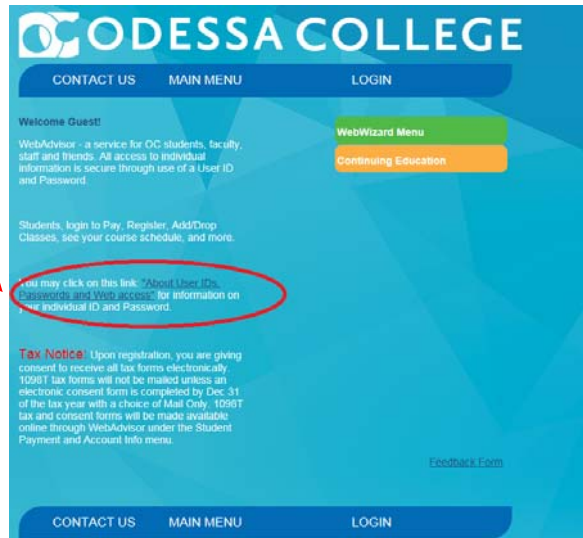 OC ODESSA COLLEGE
CONTACT US MAIN MENU LOGIN
Welcome Guest!
WebAdvisor - a service for OC students, faculty,
staff and friends. All access to individual
information is secure through use of a User ID
and Password.
WebWizard Menu
Continuing Education
Students, login to Pay, Register, Add/Drop
Classes, see your course schedule, and more.
You may click on this link: "About User IDs,
Passwords and Web access" for information on
your individual ID and Password.
Tax Notice: Upon registration, you are giving
consent to receive all tax forms electronically.
1098T tax forms will not be mailed unless an
electronic consent form is completed by Dec. 31
of the tax year with a choice of Mail Only. 1098T
tax and consent forms will be made available
online through WebAdvisor under the Student
Payment and Account Info menu.
Feedback Form
CONTACT US MAIN MENU LOGIN